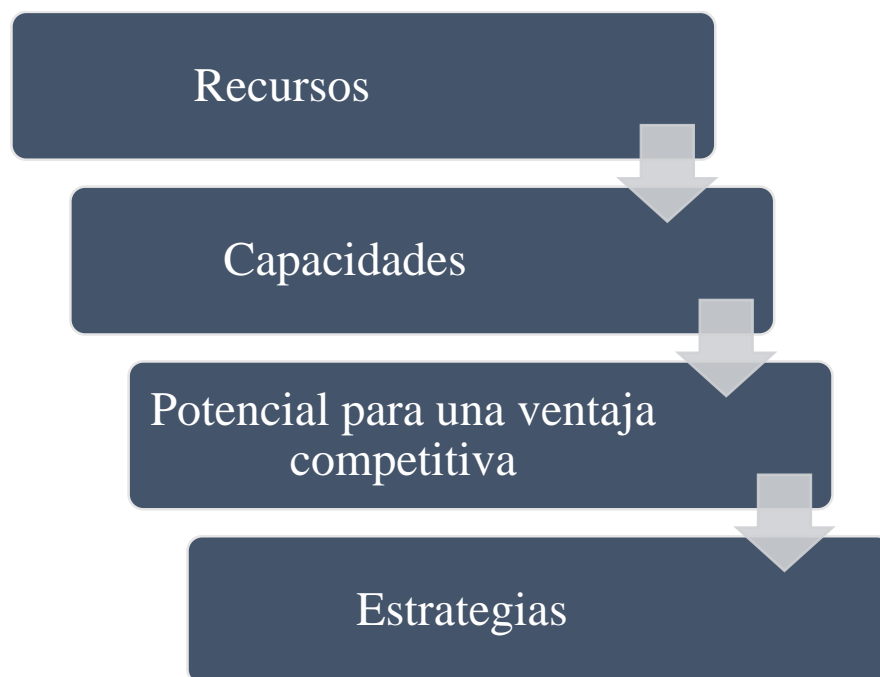 Recursos
Capacidades
Potencial para una ventaja
competitiva
Estrategias